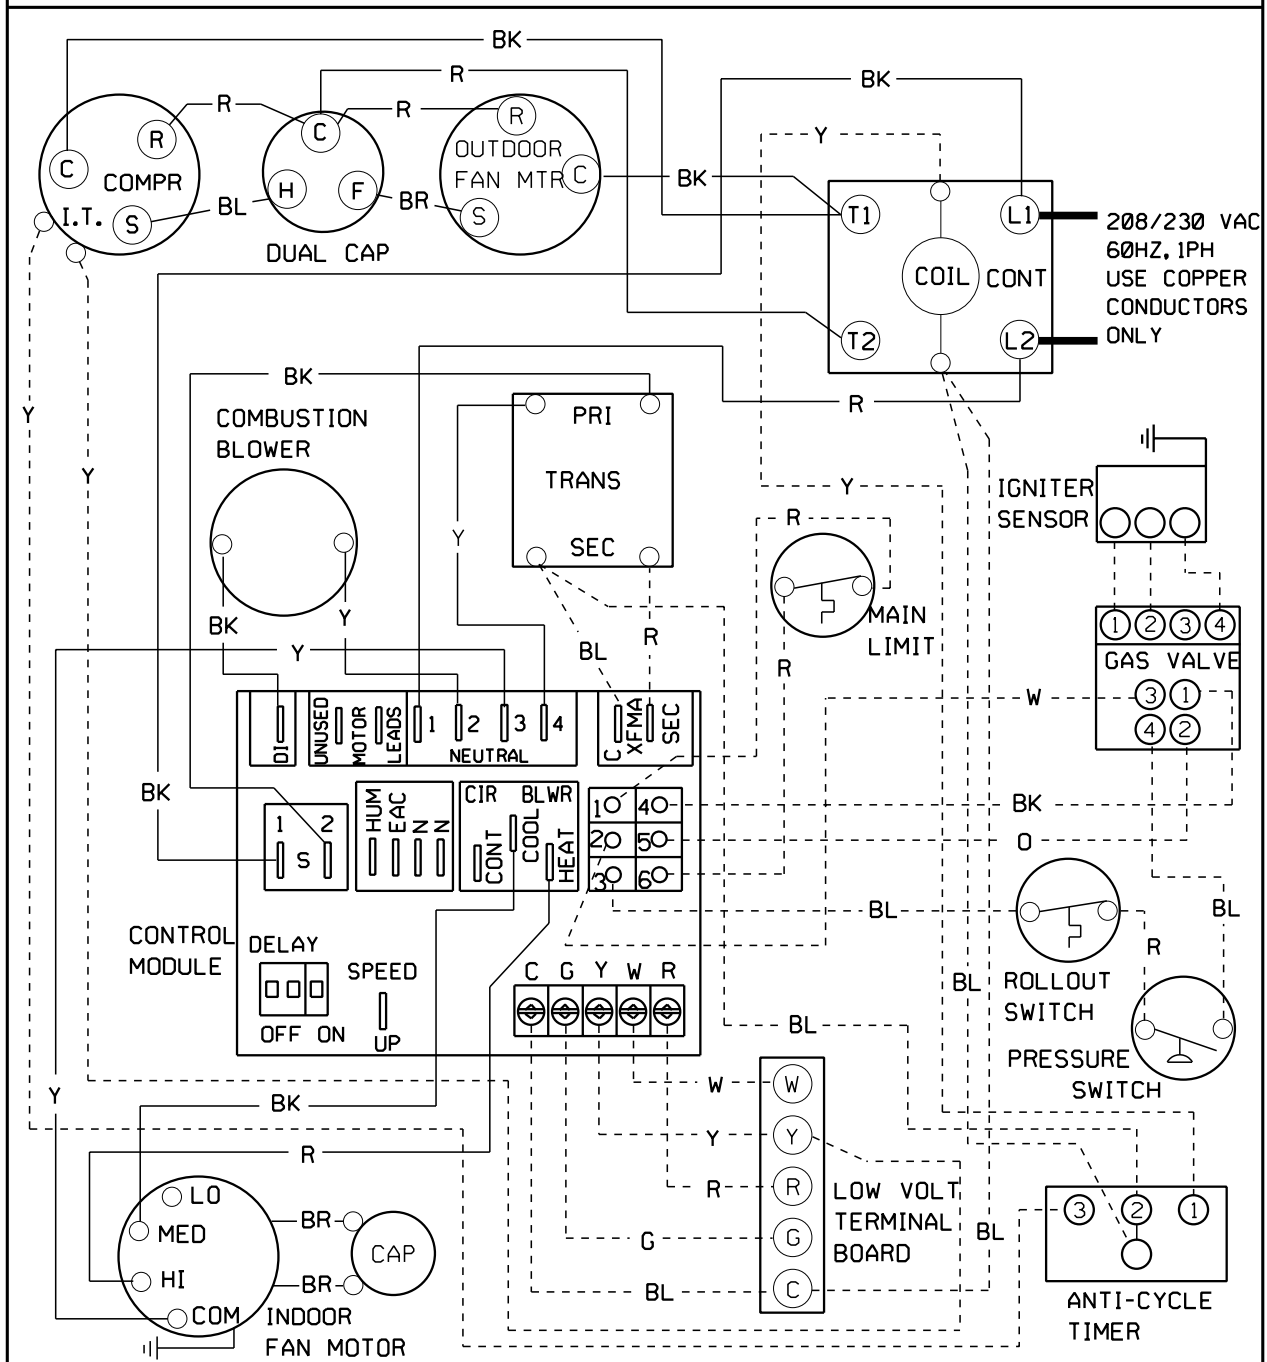 BK
R
BK
R
R
Y
R
C
R
C
OUTDOOR
FAN MTR
C
COMPR
H
F
BK
I.T.
S
BL
BR
S
T1
L1
208/230 VAC
60HZ, 1PH
USE COPPER
CONDUCTORS
ONLY
DUAL CAP
COIL
CONT
T2
L2
BK
R
Y
COMBUSTION
BLOWER
PRI
TRANS
SEC
Y
Y
Y
R
IGNITER
SENSOR
MAIN
LIMIT
BK
Y
BL
R
R
Y
1
2
3
4
GAS VALVE
W
3
1
4
2
DI
UNUSED
MOTOR
LEADS
1
2
3
4
NEUTRAL
C
XFMA
SEC
BK
HUM
EAC
N
N
CIR
BLWR
CONT
COOL
HEAT
1
4
2
5
3
6
BK
O
1
2
S
BL
BL
CONTROL
MODULE
DELAY
OFF ON
SPEED
UP
C
G
Y
W
R
R
BL
ROLLOUT
SWITCH
BL
PRESSURE
SWITCH
Y
BK
W
W
Y
Y
R
R
R
G
G
BL
C
LOW VOLT
TERMINAL
BOARD
BL
LO
MED
HI
COM
BR
BR
CAP
INDOOR
FAN MOTOR
3
2
1
ANTI-CYCLE
TIMER